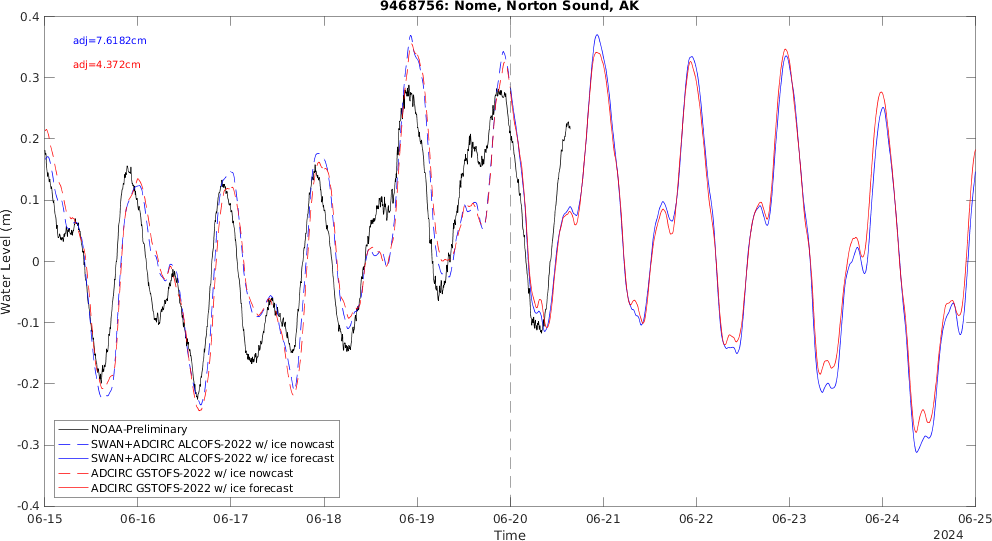 9468756: Nome, Norton Sound, AK
adj=7.6182cm
adj=4.372cm
Water Level (m)
0.4
0.3
0.2
0.1
0
-0.1
-0.2
-0.3
-0.4
NOAA-Preliminary
SWAN+ADCIRC ALCOFS-2022 w/ ice nowcast
SWAN+ADCIRC ALCOFS-2022 w/ ice forecast
ADCIRC GSTOFS-2022 w/ ice nowcast
ADCIRC GSTOFS-2022 w/ ice forecast
06-15 06-16 06-17 06-18 06-19 06-20 06-21 06-22 06-23 06-24 06-25
Time
2024